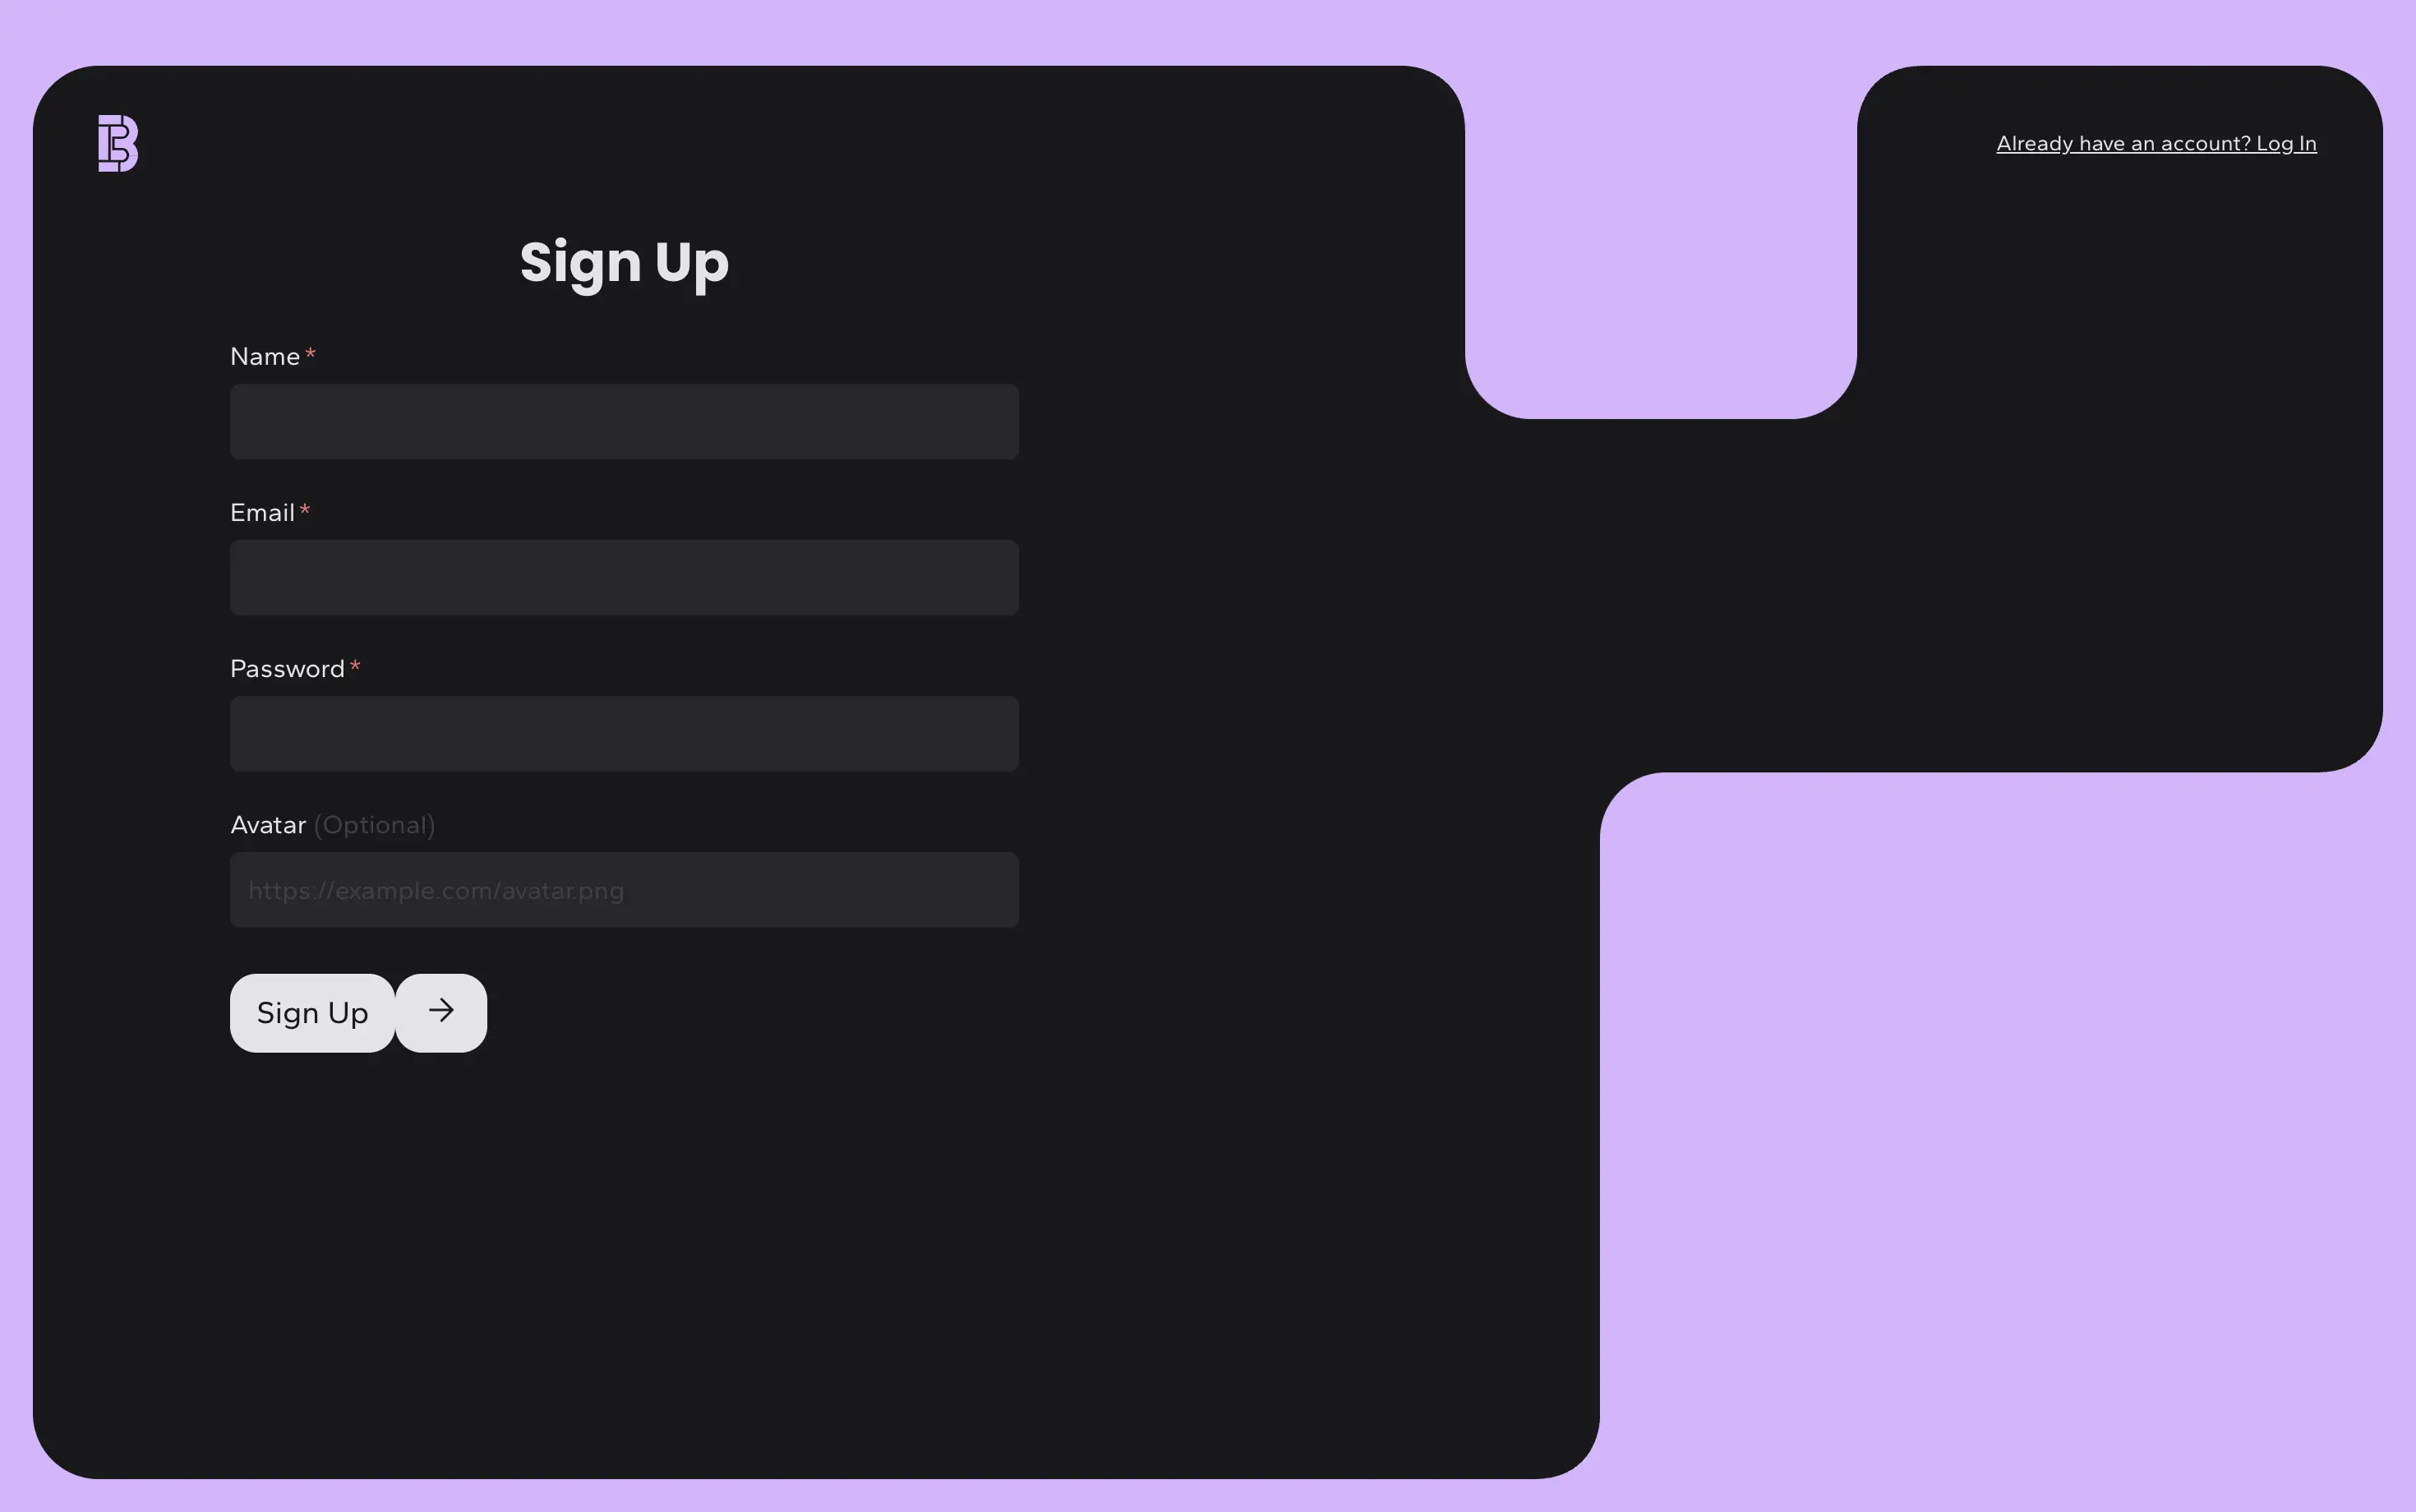 Already have an account? Log In
Sign Up
Name *
Email *
Password *
Avatar (Optional)
https://example.com/avatar.png
Sign Up